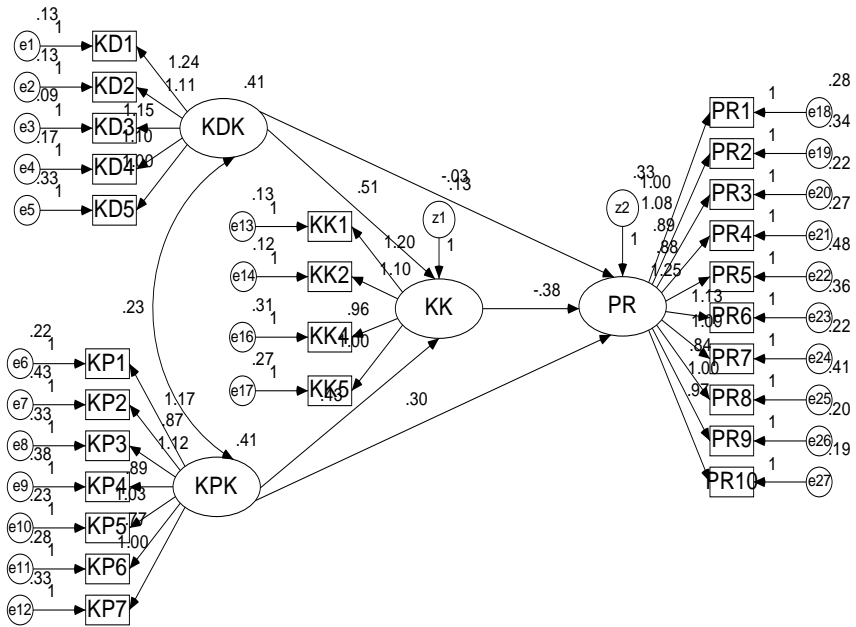 .13
1
e1
KD1
1.24
.13
1
e2
KD2
1.11
.41
.09
1
e3
KD3
1.15
KDK
.17
1
e4
KD4
1.10
.33
1
e5
KD5
1.00
.51
-.03
.13
.13
1
e13
KK1
1.20
z1
1
.12
1
e14
KK2
1.10
.31
1
e16
KK4
.96
KK
.27
1
e17
KK5
1.00
.43
-.38
.33
z2
1
PR
.23
.30
.22
1
e6
KP1
1.17
.43
1
e7
KP2
.87
.33
1
e8
KP3
1.12
.41
.38
1
e9
KP4
.89
KPK
.23
1
e10
KP5
1.03
.28
1
e11
KP6
.77
.33
1
e12
KP7
1.00
1.00
PR1
1
e18
.28
1.08
PR2
1
e19
.34
.89
PR3
1
e20
.22
.88
PR4
1
e21
.27
1.25
PR5
1
e22
.48
1.13
PR6
1
e23
.36
1.09
PR7
1
e24
.22
.84
PR8
1
e25
.41
1.00
PR9
1
e26
.20
.97
PR10
1
e27
.19